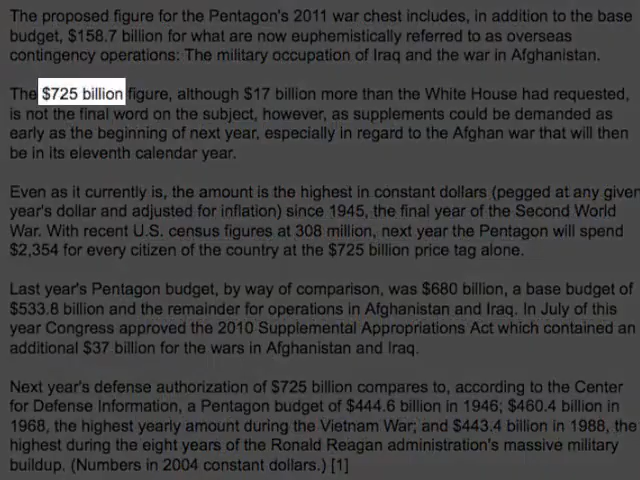 The proposed figure for the Pentagon's 2011 war chest includes, in addition to the base
budget, $158.7 billion for what are now euphemistically referred to as overseas
contingency operations: The military occupation of Iraq and the war in Afghanistan.
The $725 billion figure, although $17 billion more than the White House had requested,
is not the final word on the subject, however, as supplements could be demanded as
early as the beginning of next year, especially in regard to the Afghan war that will then
be in its eleventh calendar year.
Even as it currently is, the amount is the highest in constant dollars (pegged at any given
year's dollar and adjusted for inflation) since 1945, the final year of the Second World
War. With recent U.S. census figures at 308 million, next year the Pentagon will spend
$2,354 for every citizen of the country at the $725 billion price tag alone.
Last year's Pentagon budget, by way of comparison, was $680 billion, a base budget of
$533.8 billion and the remainder for operations in Afghanistan and Iraq. In July of this
year Congress approved the 2010 Supplemental Appropriations Act which contained an
additional $37 billion for the wars in Afghanistan and Iraq.
Next year's defense authorization of $725 billion compares to, according to the Center
for Defense Information, a Pentagon budget of $444.6 billion in 1946; $460.4 billion in
1968, the highest yearly amount during the Vietnam War; and $443.4 billion in 1988, the
highest during the eight years of the Ronald Reagan administration's massive military
buildup. (Numbers in 2004 constant dollars.) [1]